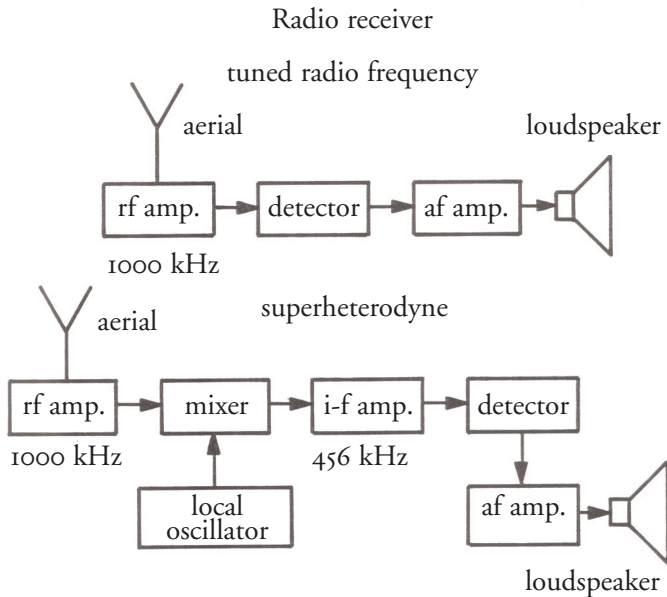 Radio receiver
tuned radio frequency
aerial
loudspeaker
rf amp.
detector
af amp.
1000 kHz
superheterodyne
aerial
rf amp.
mixer
i-f amp.
detector
1000 kHz
456 kHz
local
oscillator
af amp.
loudspeaker